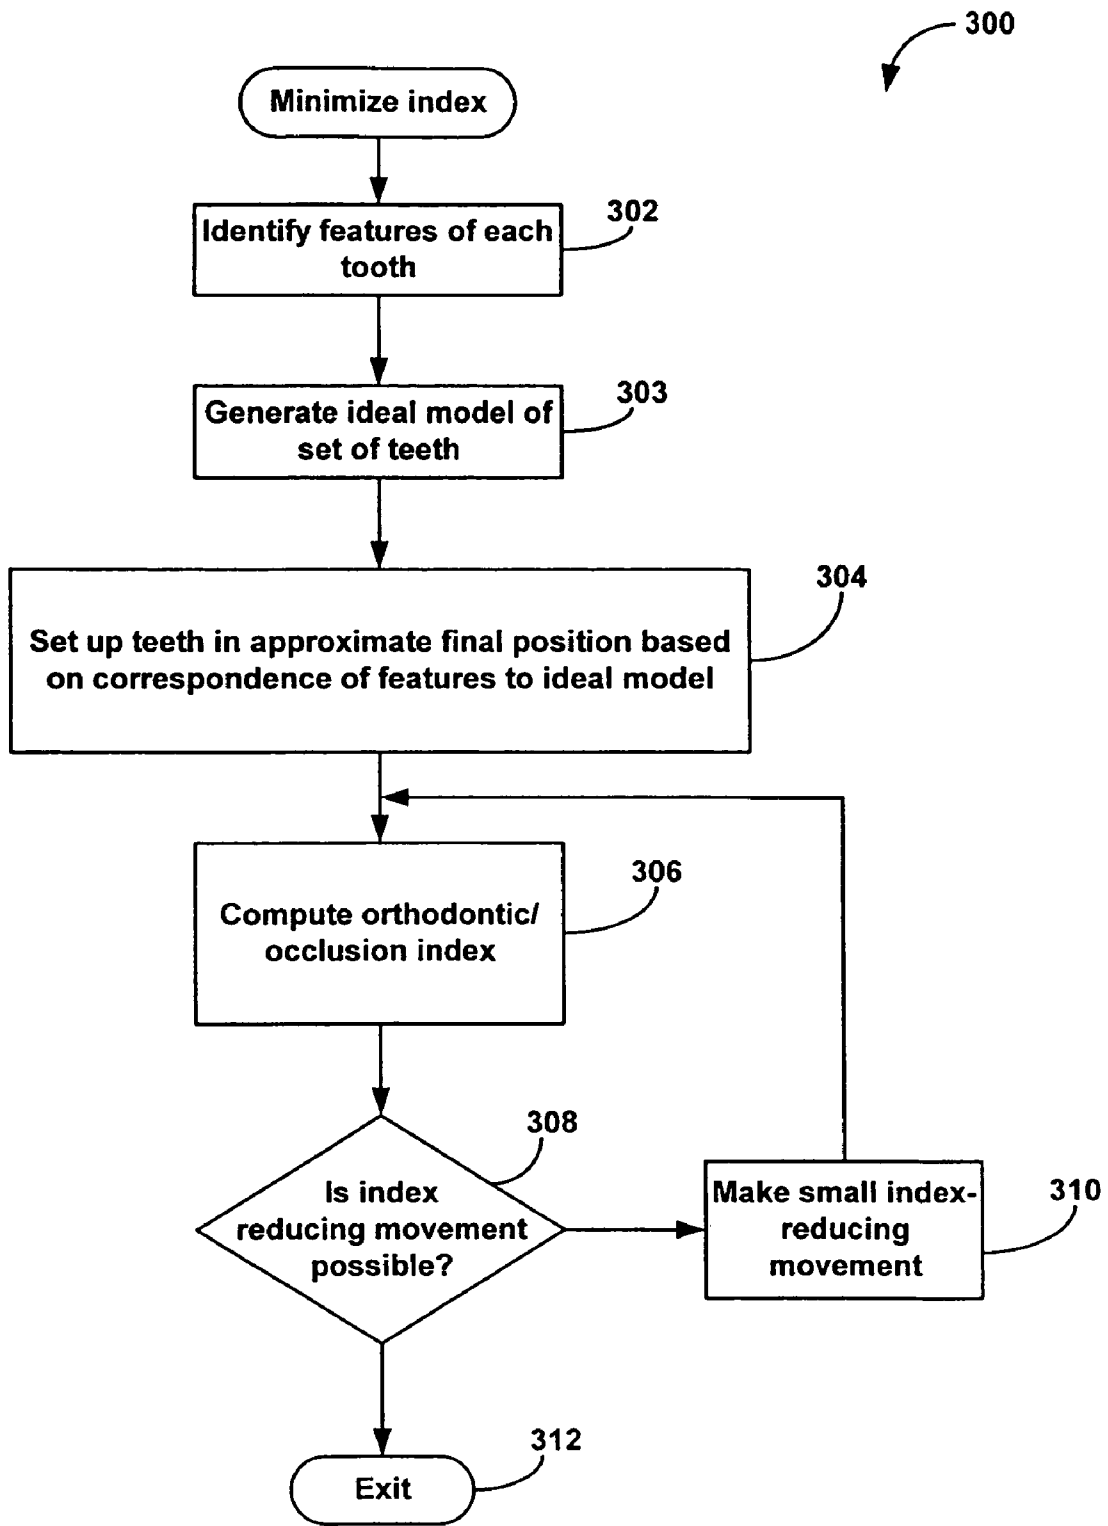 300
Minimize index
302
Identify features of each
tooth
303
Generate ideal model of
set of teeth
304
Set up teeth in approximate final position based
on correspondence of features to ideal model
306
Compute orthodontic/
occlusion index
308
Is index
reducing movement
possible?
310
Make small index-
reducing
movement
312
Exit